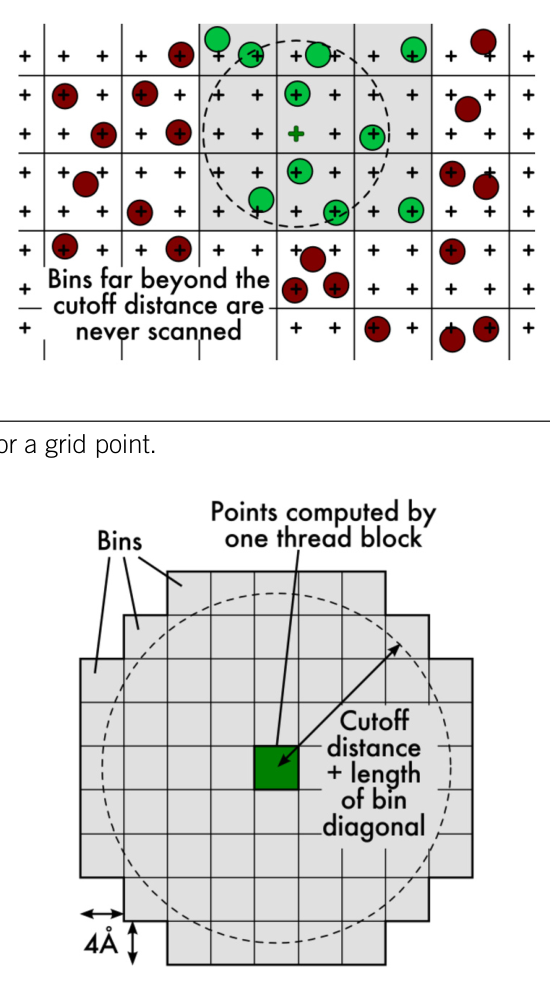 Bins far beyond the
cutoff distance are
never scanned
or a grid point.
Points computed by
one thread block
Bins
Cutoff
distance
+ length
of bin
diagonal
4Å